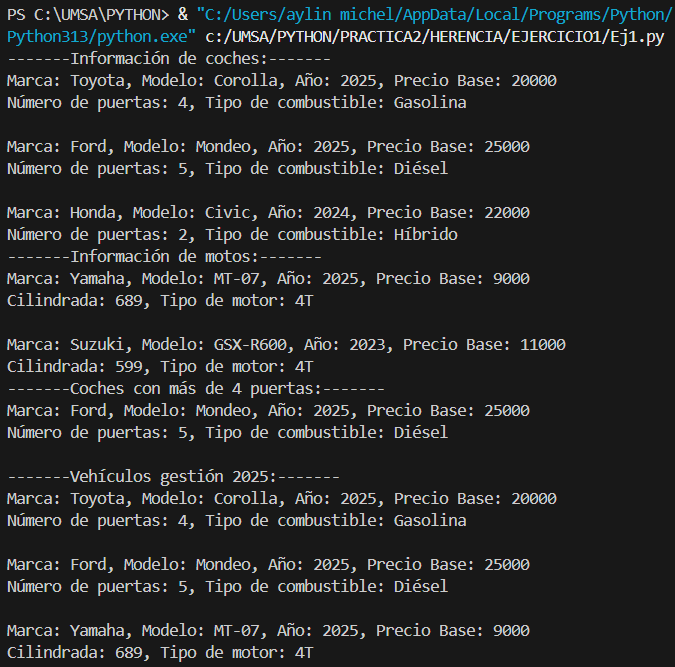 PS C:\UMSA\PYTHON> & "C:/Users/aylin michel/AppData/Local/Programs/Python/
Python313/python.exe" c:/UMSA/PYTHON/PRACTICA2/HERENCIA/EJERCICIO1/Ej1.py
-------Información de coches:-------
Marca: Toyota, Modelo: Corolla, Año: 2025, Precio Base: 20000
Número de puertas: 4, Tipo de combustible: Gasolina

Marca: Ford, Modelo: Mondeo, Año: 2025, Precio Base: 25000
Número de puertas: 5, Tipo de combustible: Diésel

Marca: Honda, Modelo: Civic, Año: 2024, Precio Base: 22000
Número de puertas: 2, Tipo de combustible: Híbrido
-------Información de motos:-------
Marca: Yamaha, Modelo: MT-07, Año: 2025, Precio Base: 9000
Cilindrada: 689, Tipo de motor: 4T

Marca: Suzuki, Modelo: GSX-R600, Año: 2023, Precio Base: 11000
Cilindrada: 599, Tipo de motor: 4T
-------Coches con más de 4 puertas:-------
Marca: Ford, Modelo: Mondeo, Año: 2025, Precio Base: 25000
Número de puertas: 5, Tipo de combustible: Diésel

-------Vehículos gestión 2025:-------
Marca: Toyota, Modelo: Corolla, Año: 2025, Precio Base: 20000
Número de puertas: 4, Tipo de combustible: Gasolina

Marca: Ford, Modelo: Mondeo, Año: 2025, Precio Base: 25000
Número de puertas: 5, Tipo de combustible: Diésel

Marca: Yamaha, Modelo: MT-07, Año: 2025, Precio Base: 9000
Cilindrada: 689, Tipo de motor: 4T